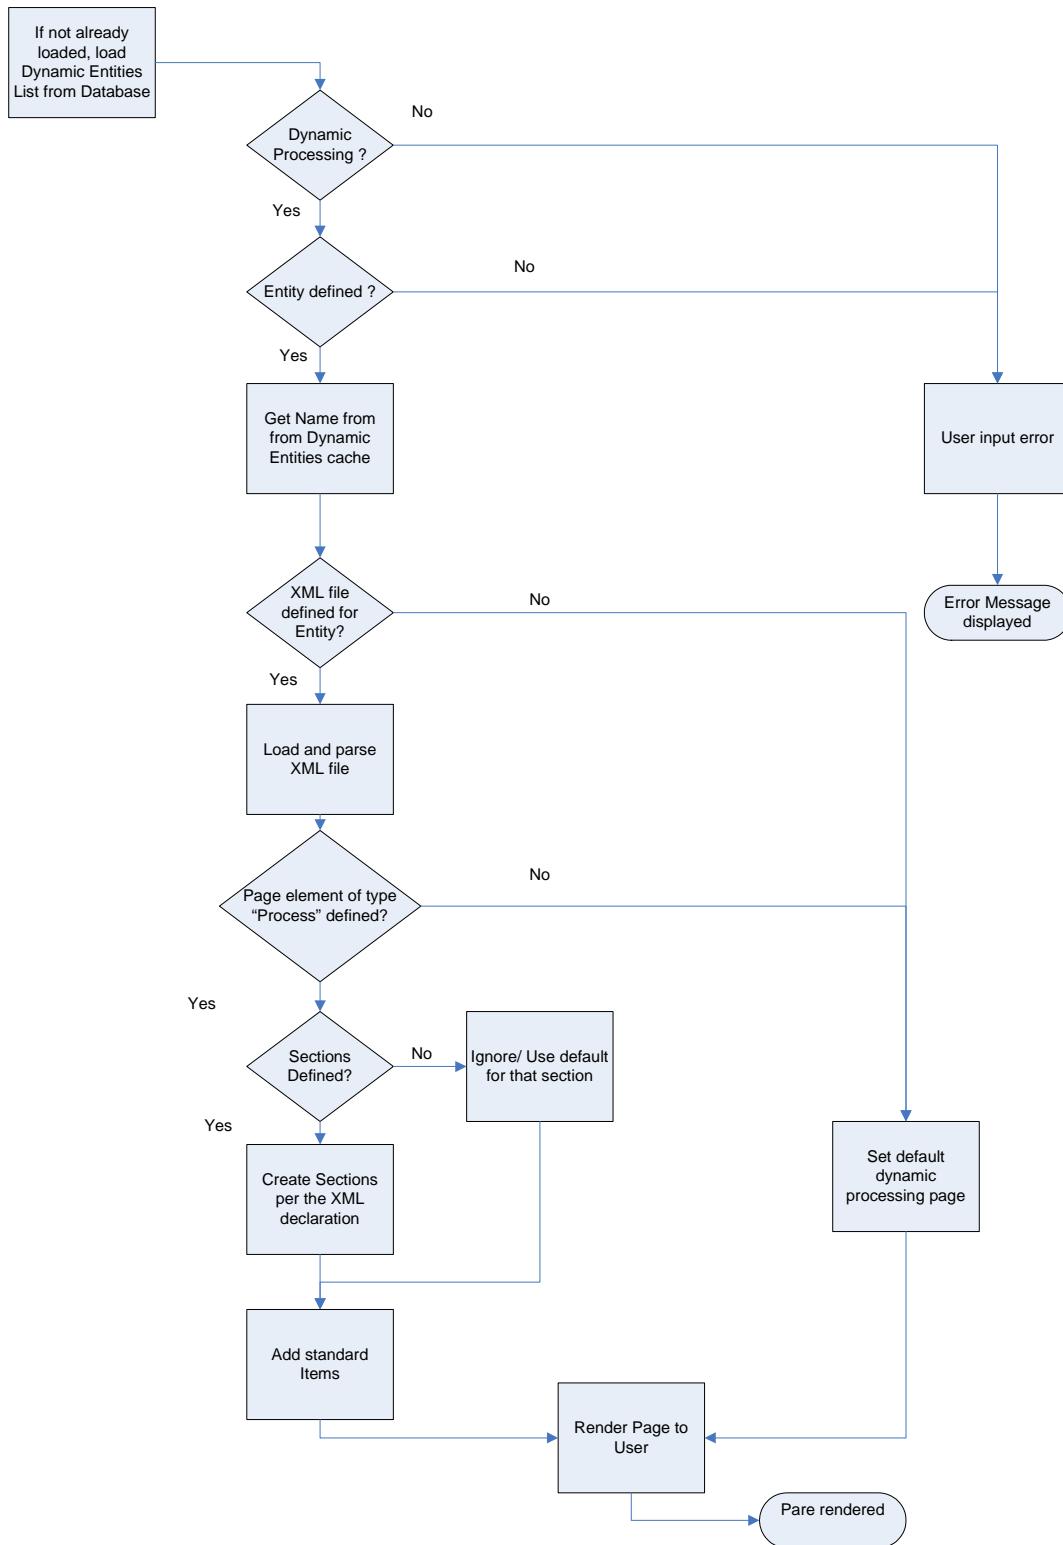 If not already
loaded, load
Dynamic Entities
List from Database
No
Dynamic
Processing ?
Yes
No
Entity defined ?
Yes
Get Name from
from Dynamic
Entities cache
User input error
XML file
defined for
Entity?
No
Error Message
displayed
Yes
Load and parse
XML file
No
Page element of type
“Process” defined?
Yes
Sections
Defined?
No
Ignore/ Use default
for that section
Yes
Create Sections
per the XML
declaration
Set default
dynamic
processing page
Add standard
Items
Render Page to
User
Pare rendered